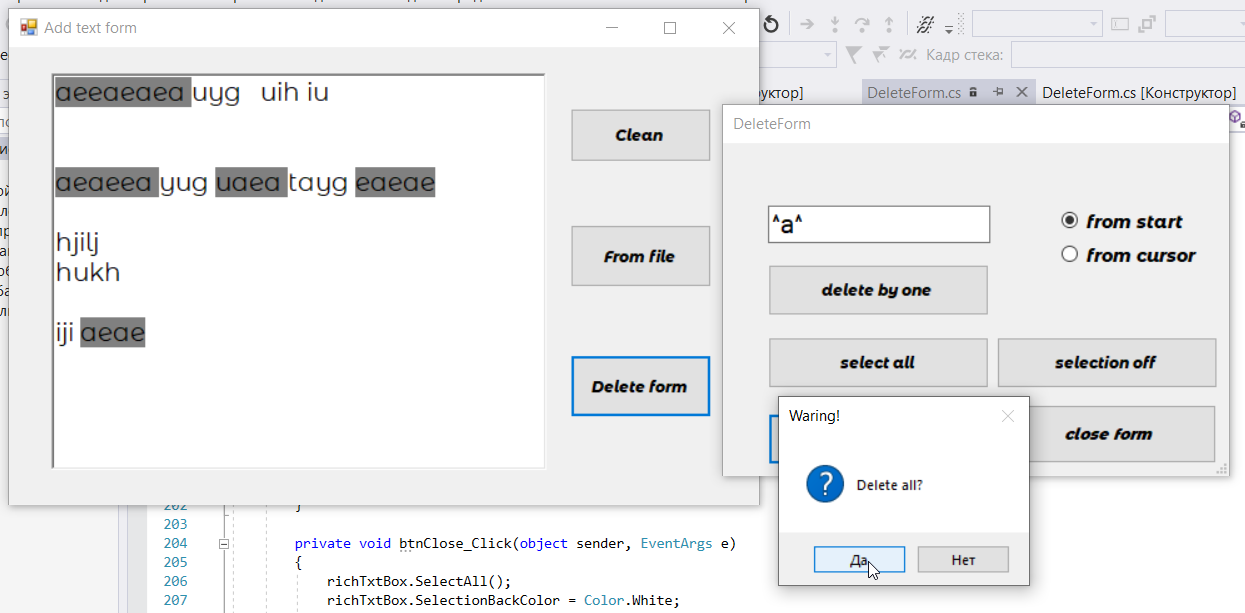 Add text form
aeeaeaea uyg uih iu
aeaeea yug uaea tayg eaeae
hjilj
hukh
iji aeae
Clean
From file
Delete form
Кадр стека:
руктор]
DeleteForm.cs
DeleteForm.cs [Конструктор]
DeleteForm
^a^
from start
from cursor
delete by one
select all
selection off
close form
Waring!
Delete all?
Да
Нет
202 }
203
204 private void btnClose_Click(object sender, EventArgs e)
205 {
206 richTxtBox.SelectAll();
207 richTxtBox.SelectionBackColor = Color.White;